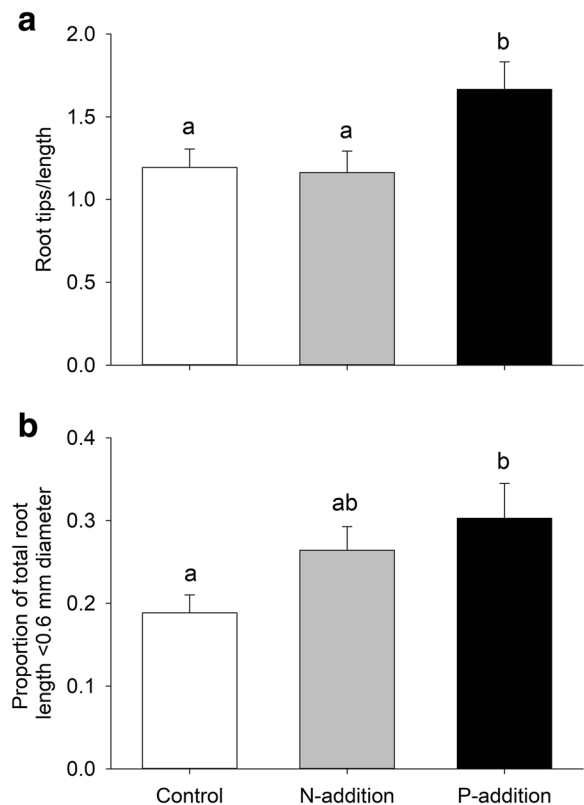 a
2.0
1.5
1.0
0.5
0.0
Root tips/length
a
a
b
b
0.4
0.3
0.2
0.1
0.0
Proportion of total root
length <0.6 mm diameter
a
ab
b
Control N-addition P-addition